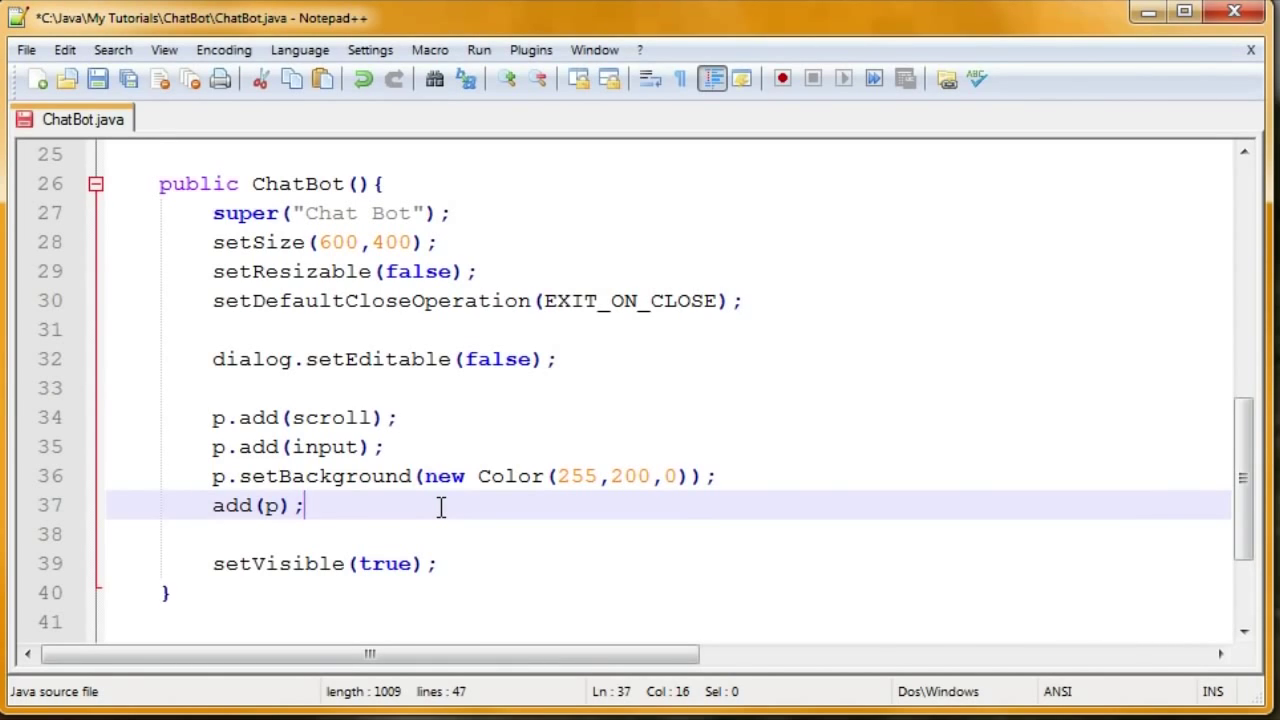 *C:\Java\My Tutorials\ChatBot\ChatBot.java - Notepad++
File Edit Search View Encoding Language Settings Macro Run Plugins Window ? X
ABC
ChatBot.java
25
26 public ChatBot(){
27 super("Chat Bot");
28 setSize(600,400);
29 setResizable(false);
30 setDefaultCloseOperation(EXIT_ON_CLOSE);
31
32 dialog.setEditable(false);
33
34 p.add(scroll);
35 p.add(input);
36 p.setBackground(new Color(255,200,0));
37 add(p);
38
39 setVisible(true);
40 }
41
Java source file length : 1009 lines : 47 Ln : 37 Col : 16 Sel : 0 Dos\Windows ANSI INS